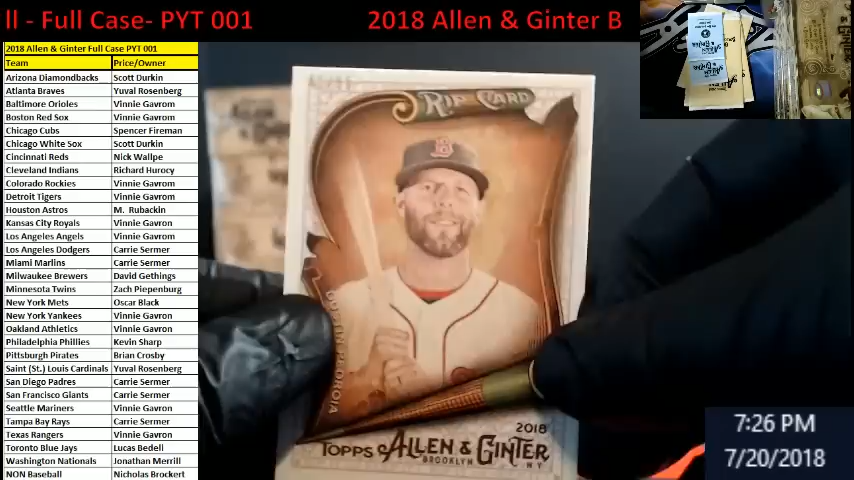 ll - Full Case- PYT 001
2018 Allen & Ginter B
2018 Allen & Ginter Full Case PYT 001
Team Price/Owner
Arizona Diamondbacks Scott Durkin
Atlanta Braves Yuval Rosenberg
Baltimore Orioles Vinnie Gavrom
Boston Red Sox Vinnie Gavrom
Chicago Cubs Spencer Fireman
Chicago White Sox Scott Durkin
Cincinnati Reds Nick Wallpe
Cleveland Indians Richard Hurocy
Colorado Rockies Vinnie Gavrom
Detroit Tigers Vinnie Gavrom
Houston Astros M. Rubackin
Kansas City Royals Vinnie Gavron
Los Angeles Angels Vinnie Gavrom
Los Angeles Dodgers Carrie Sermer
Miami Marlins Carrie Sermer
Milwaukee Brewers David Gethings
Minnesota Twins Zach Piepenburg
New York Mets Oscar Black
New York Yankees Vinnie Gavron
Oakland Athletics Vinnie Gavron
Philadelphia Phillies Kevin Sharp
Pittsburgh Pirates Brian Crosby
Saint (St.) Louis Cardinals Yuval Rosenberg
San Diego Padres Carrie Sermer
San Francisco Giants Carrie Sermer
Seattle Mariners Vinnie Gavron
Tampa Bay Rays Carrie Sermer
Texas Rangers Vinnie Gavron
Toronto Blue Jays Lucas Bedell
Washington Nationals Jonathan Merrill
NON Baseball Nicholas Brockert
RIP CARD
B
DUSTIN PEDROIA
2018
TOPPS ALLEN & GINTER
BROOKLYN N.Y.
7:26 PM
7/20/2018